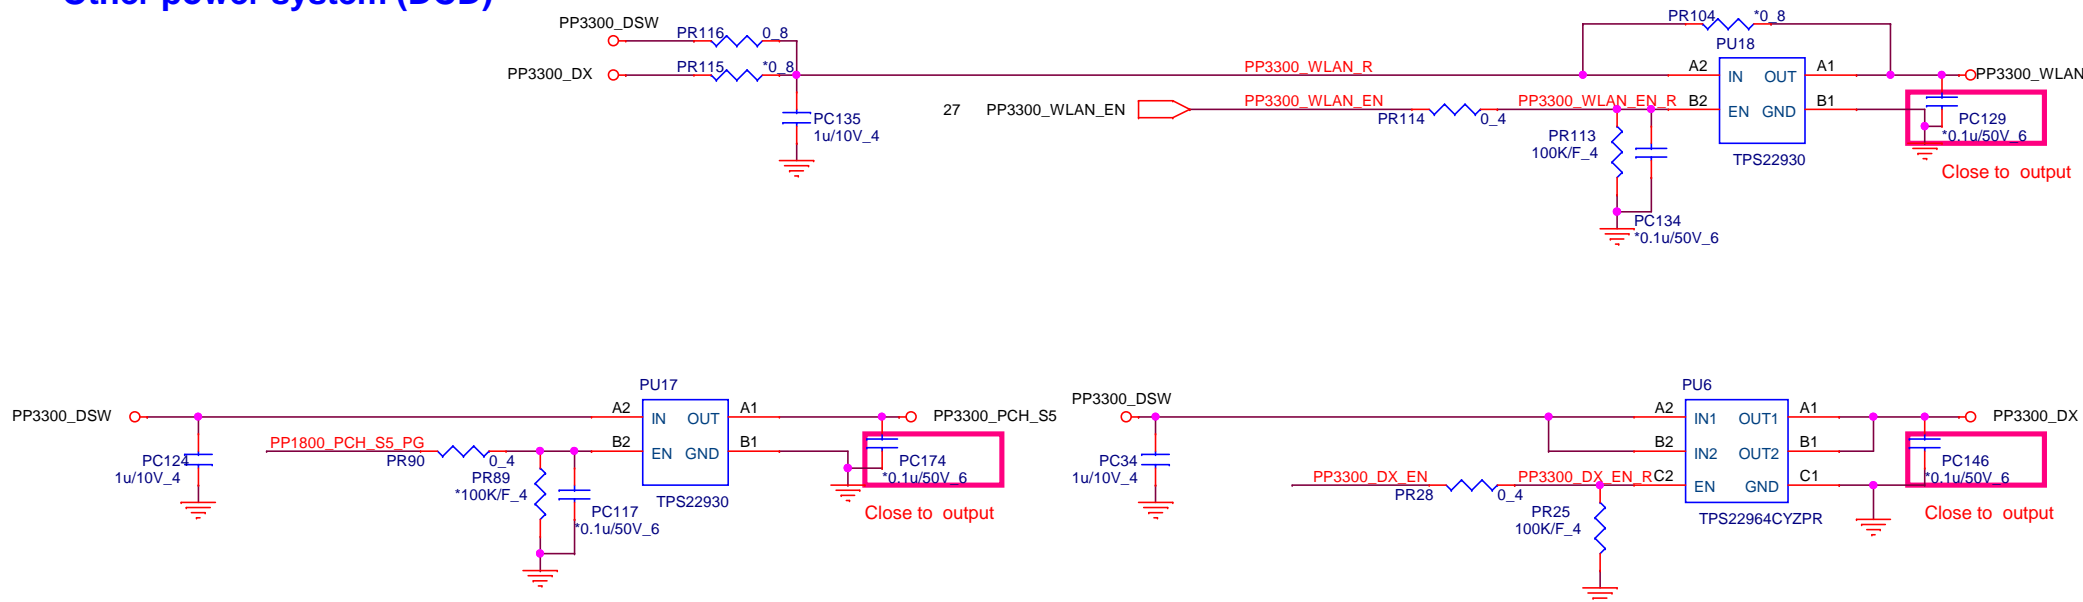 Other power system (DCD)
PP3300_DSW
PR116
0_8
PP3300_DX
PR115
*0_8
PC135
1u/10V_4
PP3300_WLAN_R
27
PP3300_WLAN_EN
PP3300_WLAN_EN
PR114
0_4
PP3300_WLAN_EN_R
PR113
100K/F_4
PC134
*0.1u/50V_6
PR104
*0_8
PU18
A2
IN
OUT
A1
B2
EN
GND
B1
TPS22930
PP3300_WLAN
PC129
*0.1u/50V_6
Close to output
PP3300_DSW
PC124
1u/10V_4
PP1800_PCH_S5_PG
PR90
0_4
PR89
*100K/F_4
PC117
*0.1u/50V_6
PU17
A2
IN
OUT
A1
B2
EN
GND
B1
TPS22930
PP3300_PCH_S5
PC174
*0.1u/50V_6
Close to output
PP3300_DSW
PC34
1u/10V_4
PP3300_DX_EN
PR28
0_4
PP3300_DX_EN_R
PR25
100K/F_4
PU6
A2
IN1
OUT1
A1
B2
IN2
OUT2
B1
C2
EN
GND
C1
TPS22964CYZPR
PP3300_DX
PC146
*0.1u/50V_6
Close to output